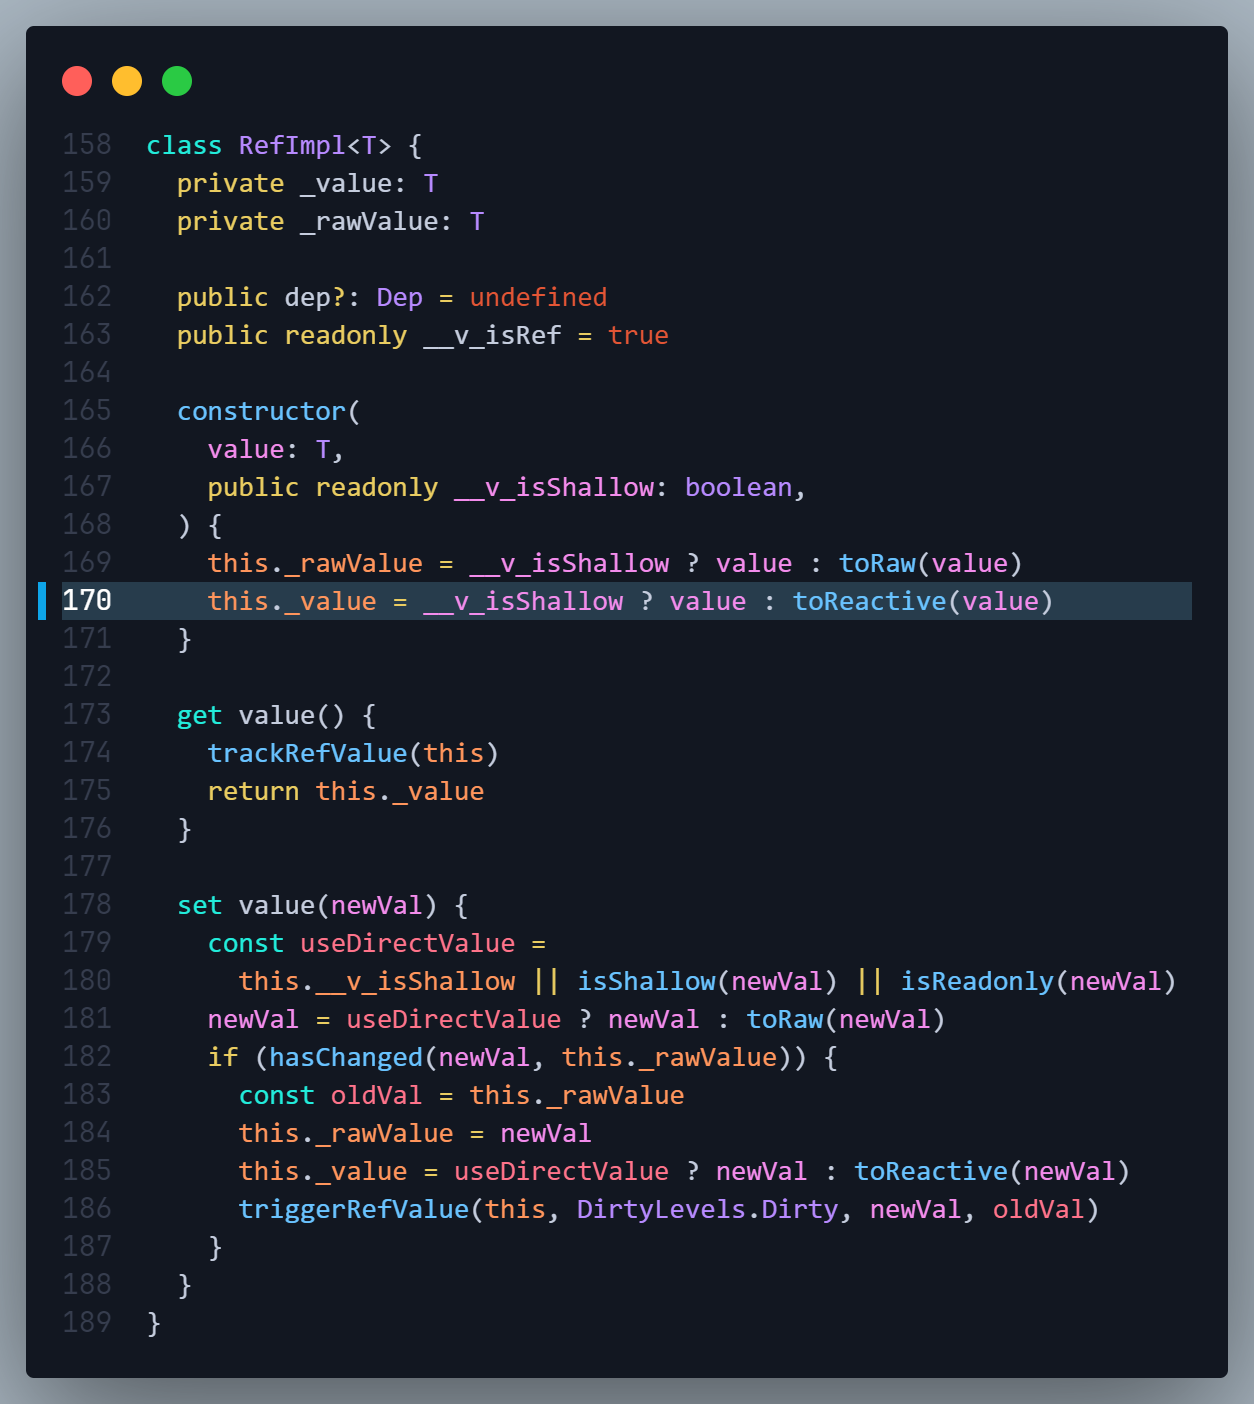 158 class RefImpl<T> {
159   private _value: T
160   private _rawValue: T
161
162   public dep?: Dep = undefined
163   public readonly __v_isRef = true
164
165   constructor(
166     value: T,
167     public readonly __v_isShallow: boolean,
168   ) {
169     this._rawValue = __v_isShallow ? value : toRaw(value)
170     this._value = __v_isShallow ? value : toReactive(value)
171   }
172
173   get value() {
174     trackRefValue(this)
175     return this._value
176   }
177
178   set value(newVal) {
179     const useDirectValue =
180       this.__v_isShallow || isShallow(newVal) || isReadonly(newVal)
181     newVal = useDirectValue ? newVal : toRaw(newVal)
182     if (hasChanged(newVal, this._rawValue)) {
183       const oldVal = this._rawValue
184       this._rawValue = newVal
185       this._value = useDirectValue ? newVal : toReactive(newVal)
186       triggerRefValue(this, DirtyLevels.Dirty, newVal, oldVal)
187     }
188   }
189 }